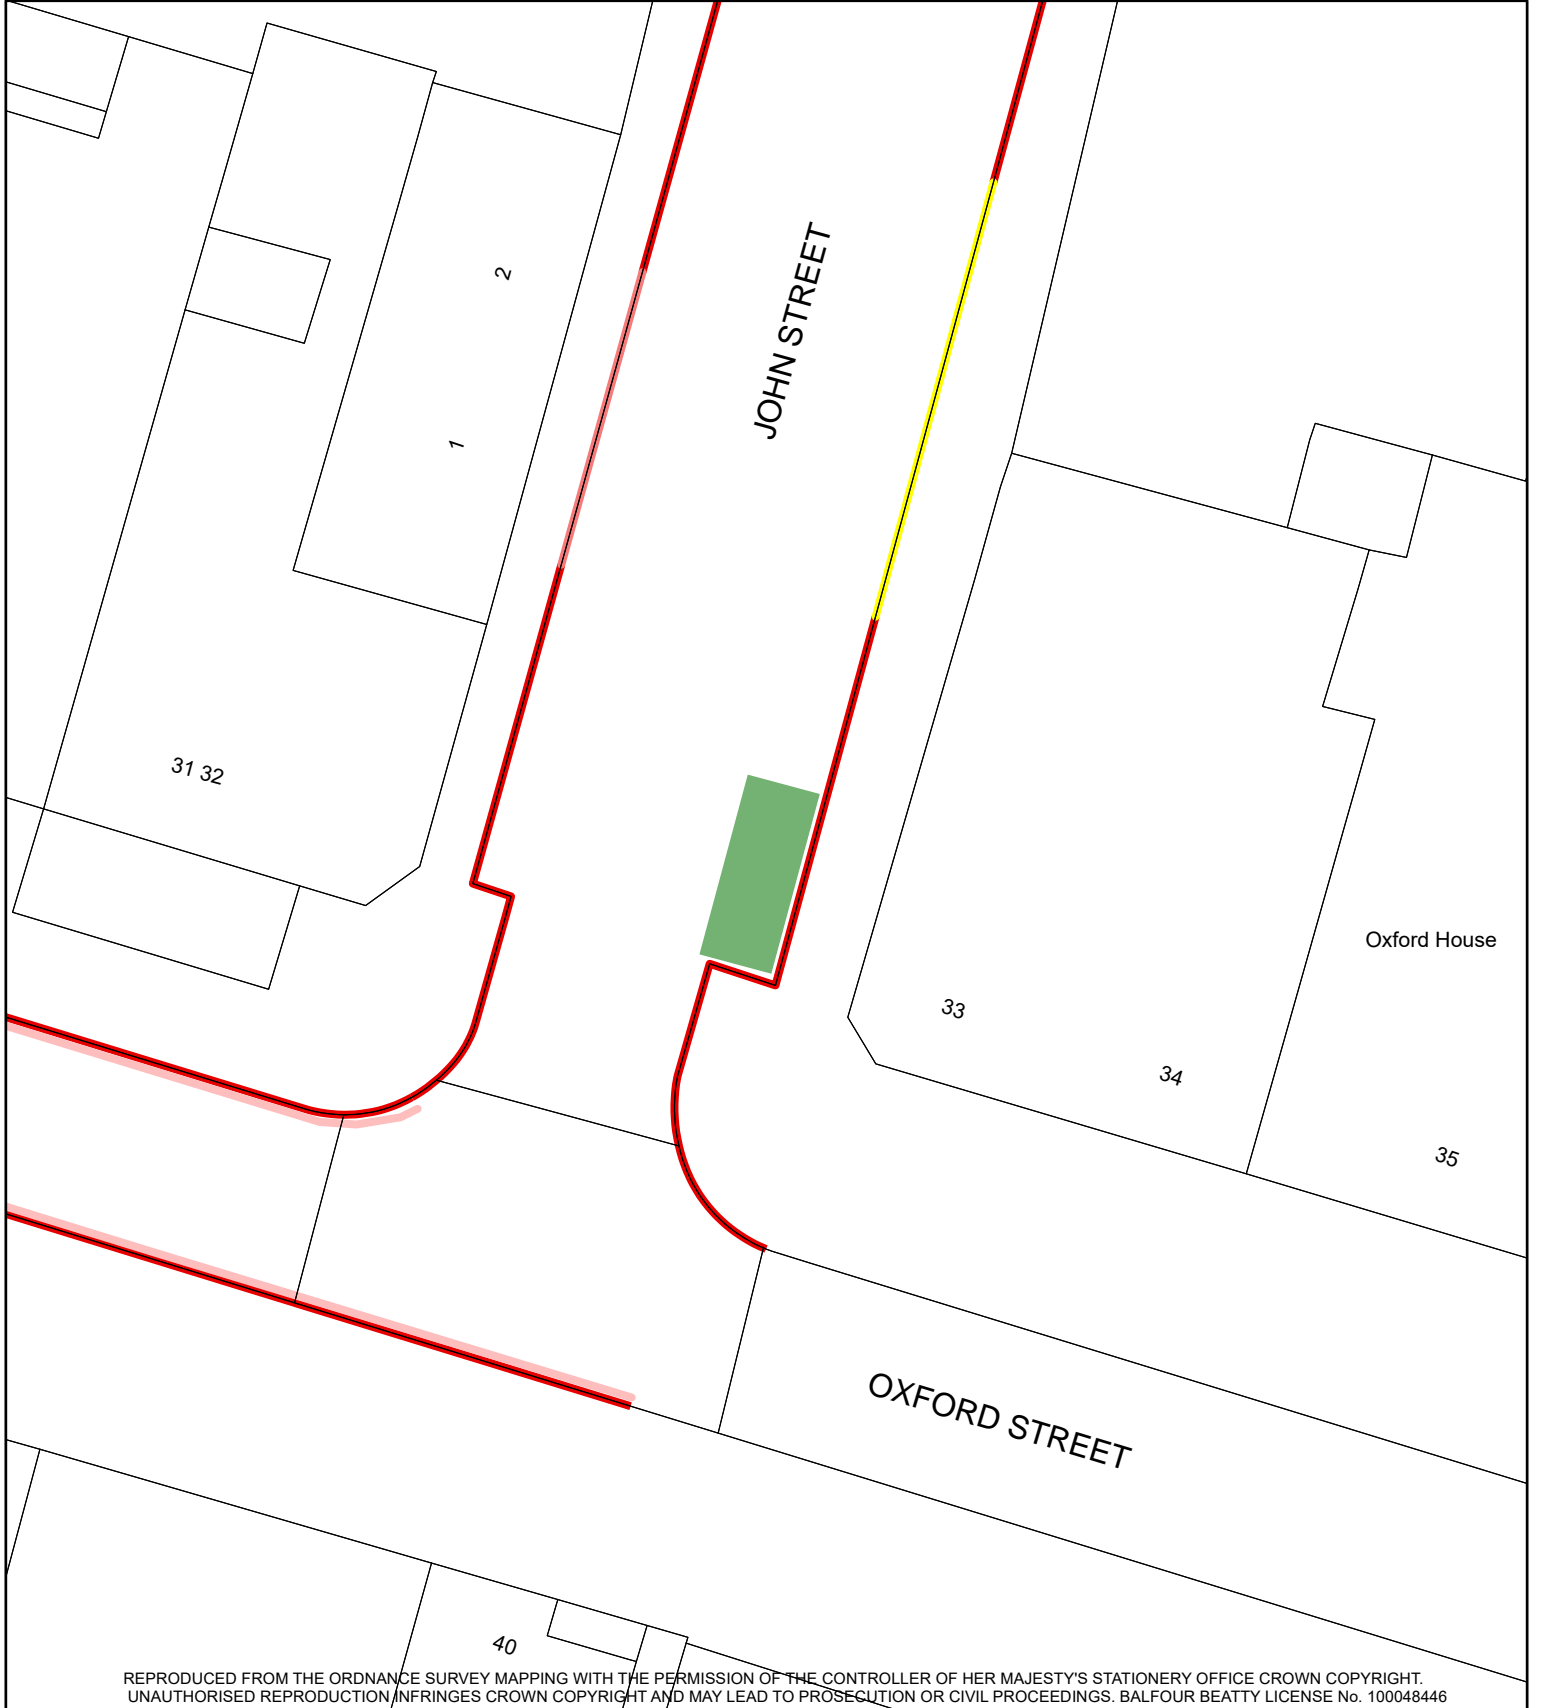 2
JOHN STREET
1
31 32
Oxford House
33
34
35
OXFORD STREET
40
REPRODUCED FROM THE ORDNANCE SURVEY MAPPING WITH THE PERMISSION OF THE CONTROLLER OF HER MAJESTY'S STATIONERY OFFICE CROWN COPYRIGHT.
UNAUTHORISED REPRODUCTION INFRINGES CROWN COPYRIGHT AND MAY LEAD TO PROSECUTION OR CIVIL PROCEEDINGS. BALFOUR BEATTY LICENSE No. 100048446